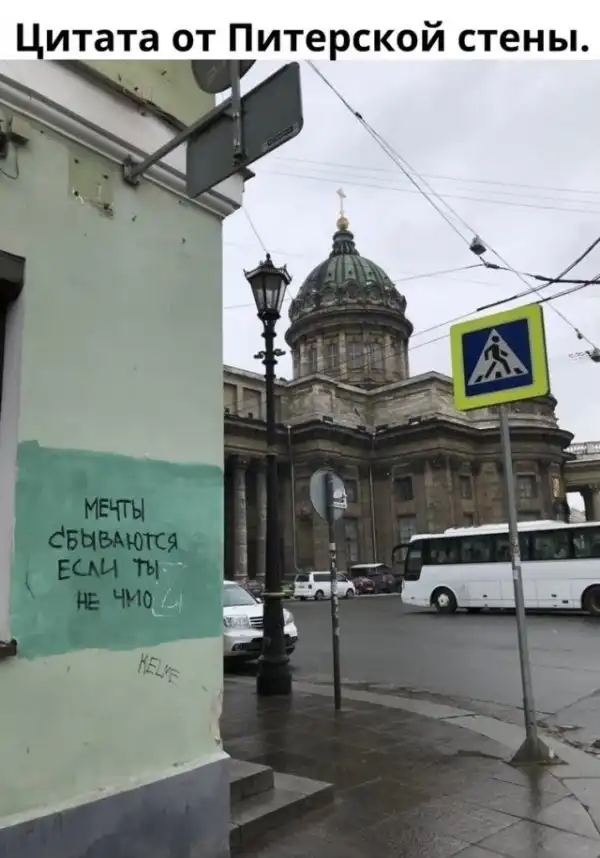 Цитата от Питерской стены.
МЕЧТЫ
СБЫВАЮТСЯ
ЕСЛИ ТЫ
НЕ ЧМО